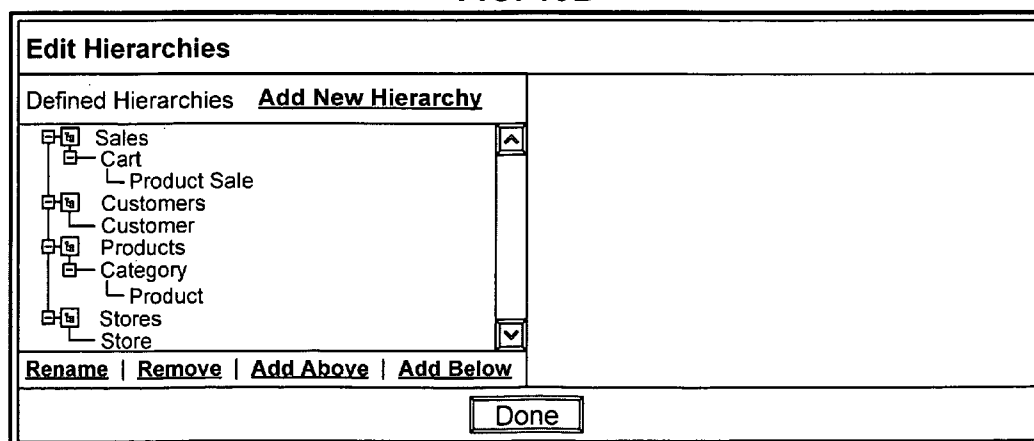 Edit Hierarchies
Defined Hierarchies Add New Hierarchy
Sales
Cart
Product Sale
Customers
Customer
Products
Category
Product
Stores
Store
Rename | Remove | Add Above | Add Below
Done